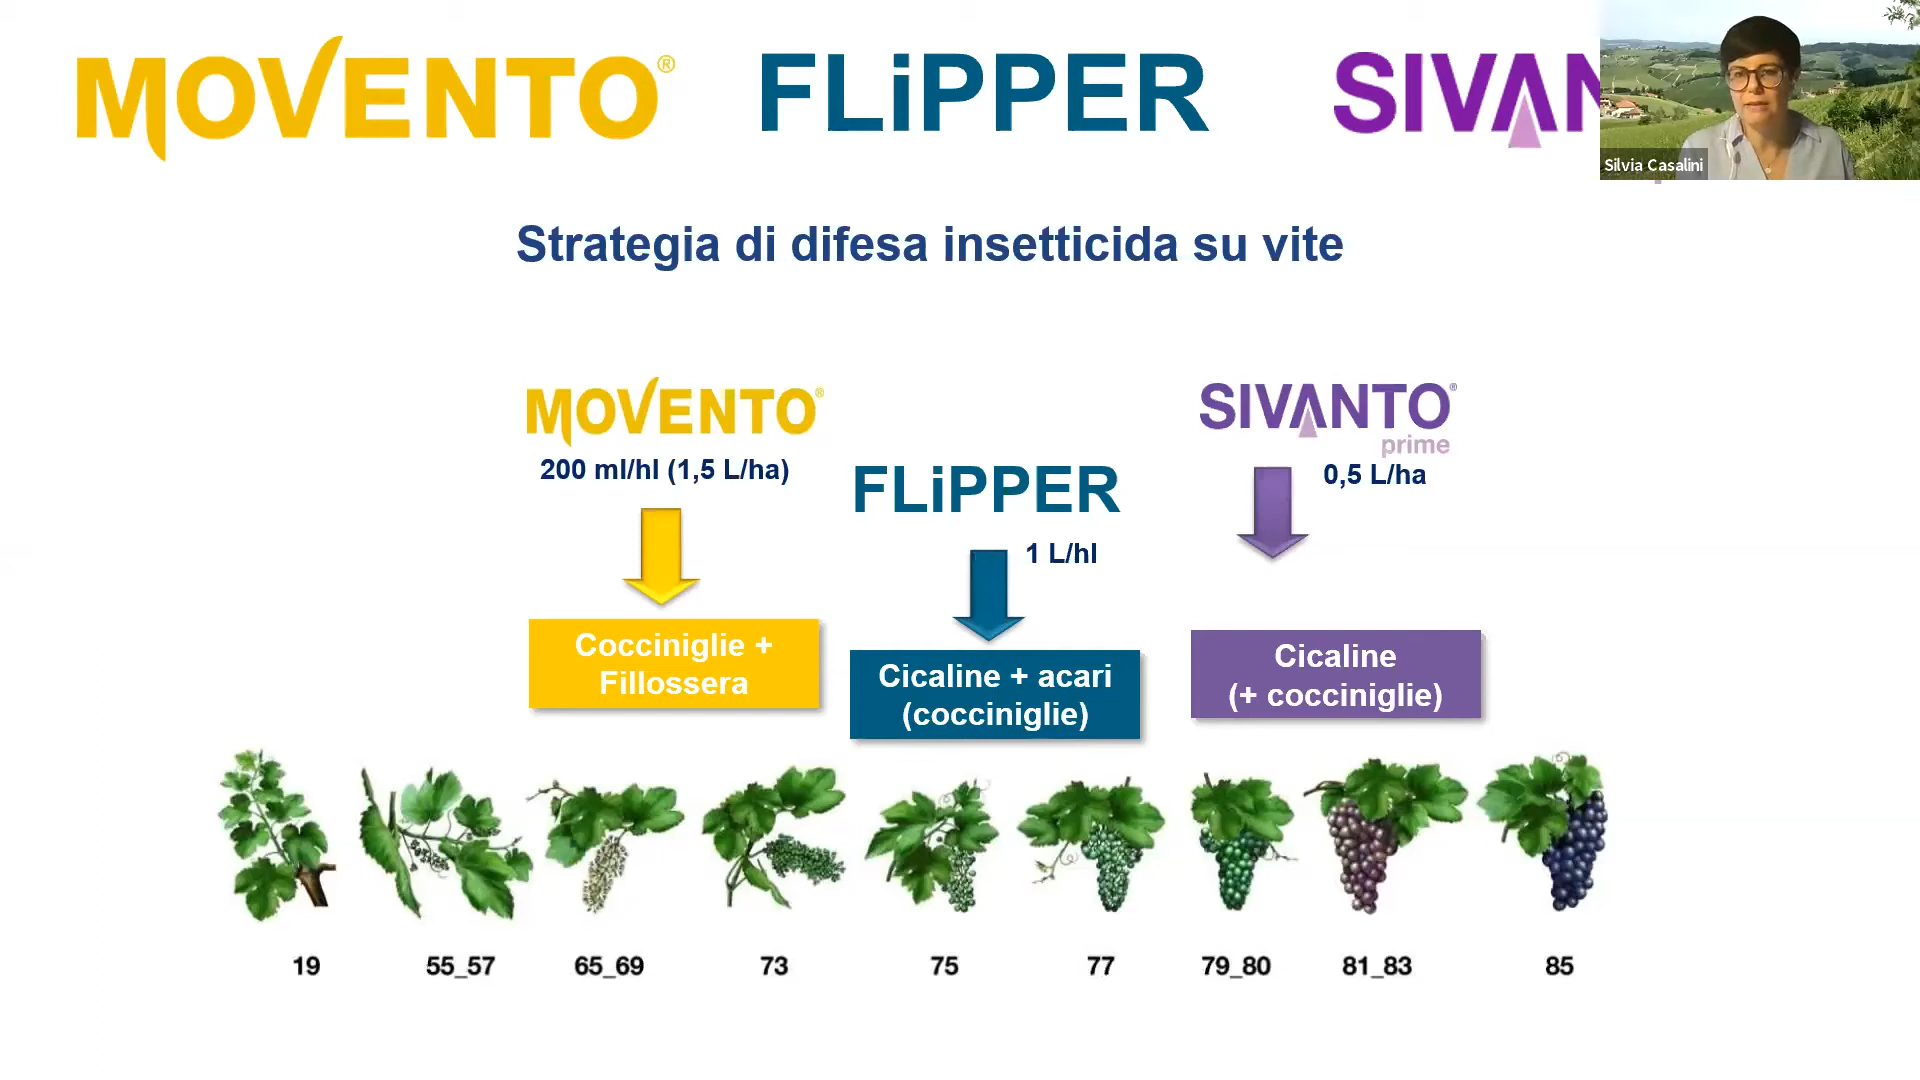 MOVENTO®
FLiPPER
SIVAN
Silvia Casalini
Strategia di difesa insetticida su vite
MOVENTO®
200 ml/hl (1,5 L/ha)
FLiPPER
1 L/hl
SIVANTO®
prime
0,5 L/ha
Cocciniglie +
Fillossera
Cicaline + acari
(cocciniglie)
Cicaline
(+ cocciniglie)
19
55_57
65_69
73
75
77
79_80
81_83
85